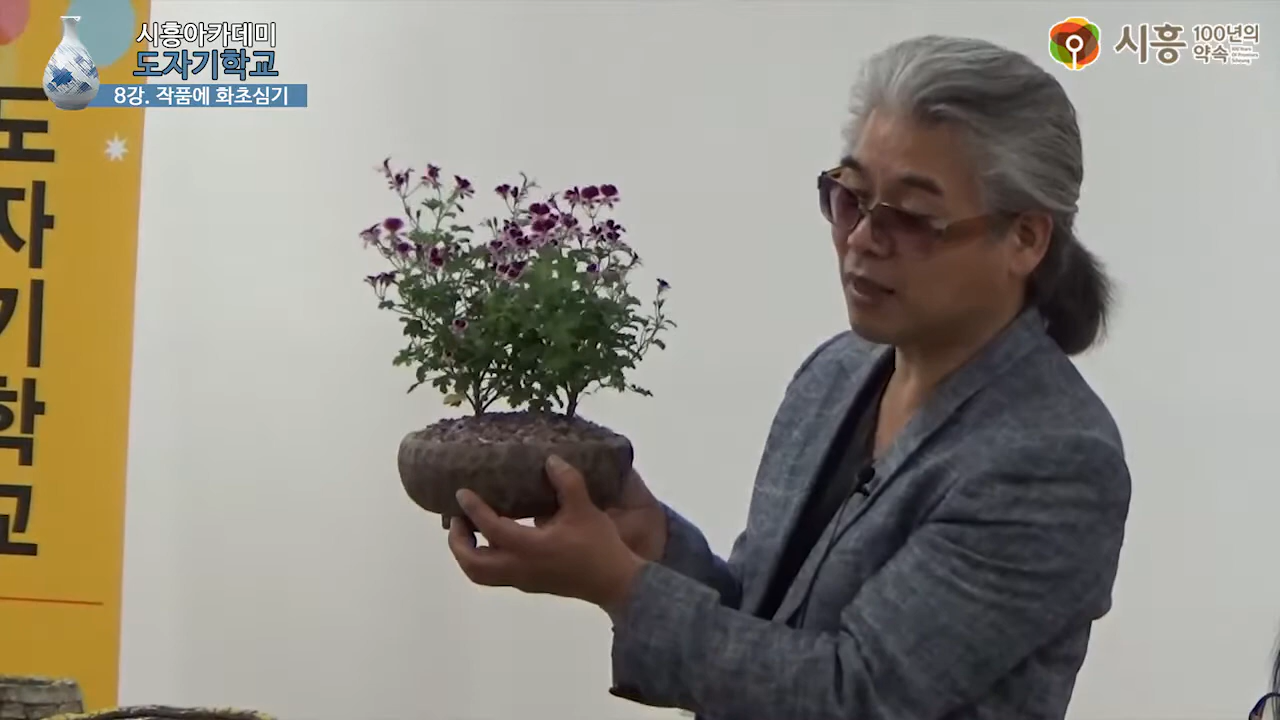 시흥아카데미
도자기학교
8강. 작품에 화초심기
시흥
100년의
약속
도
자
기
학
교